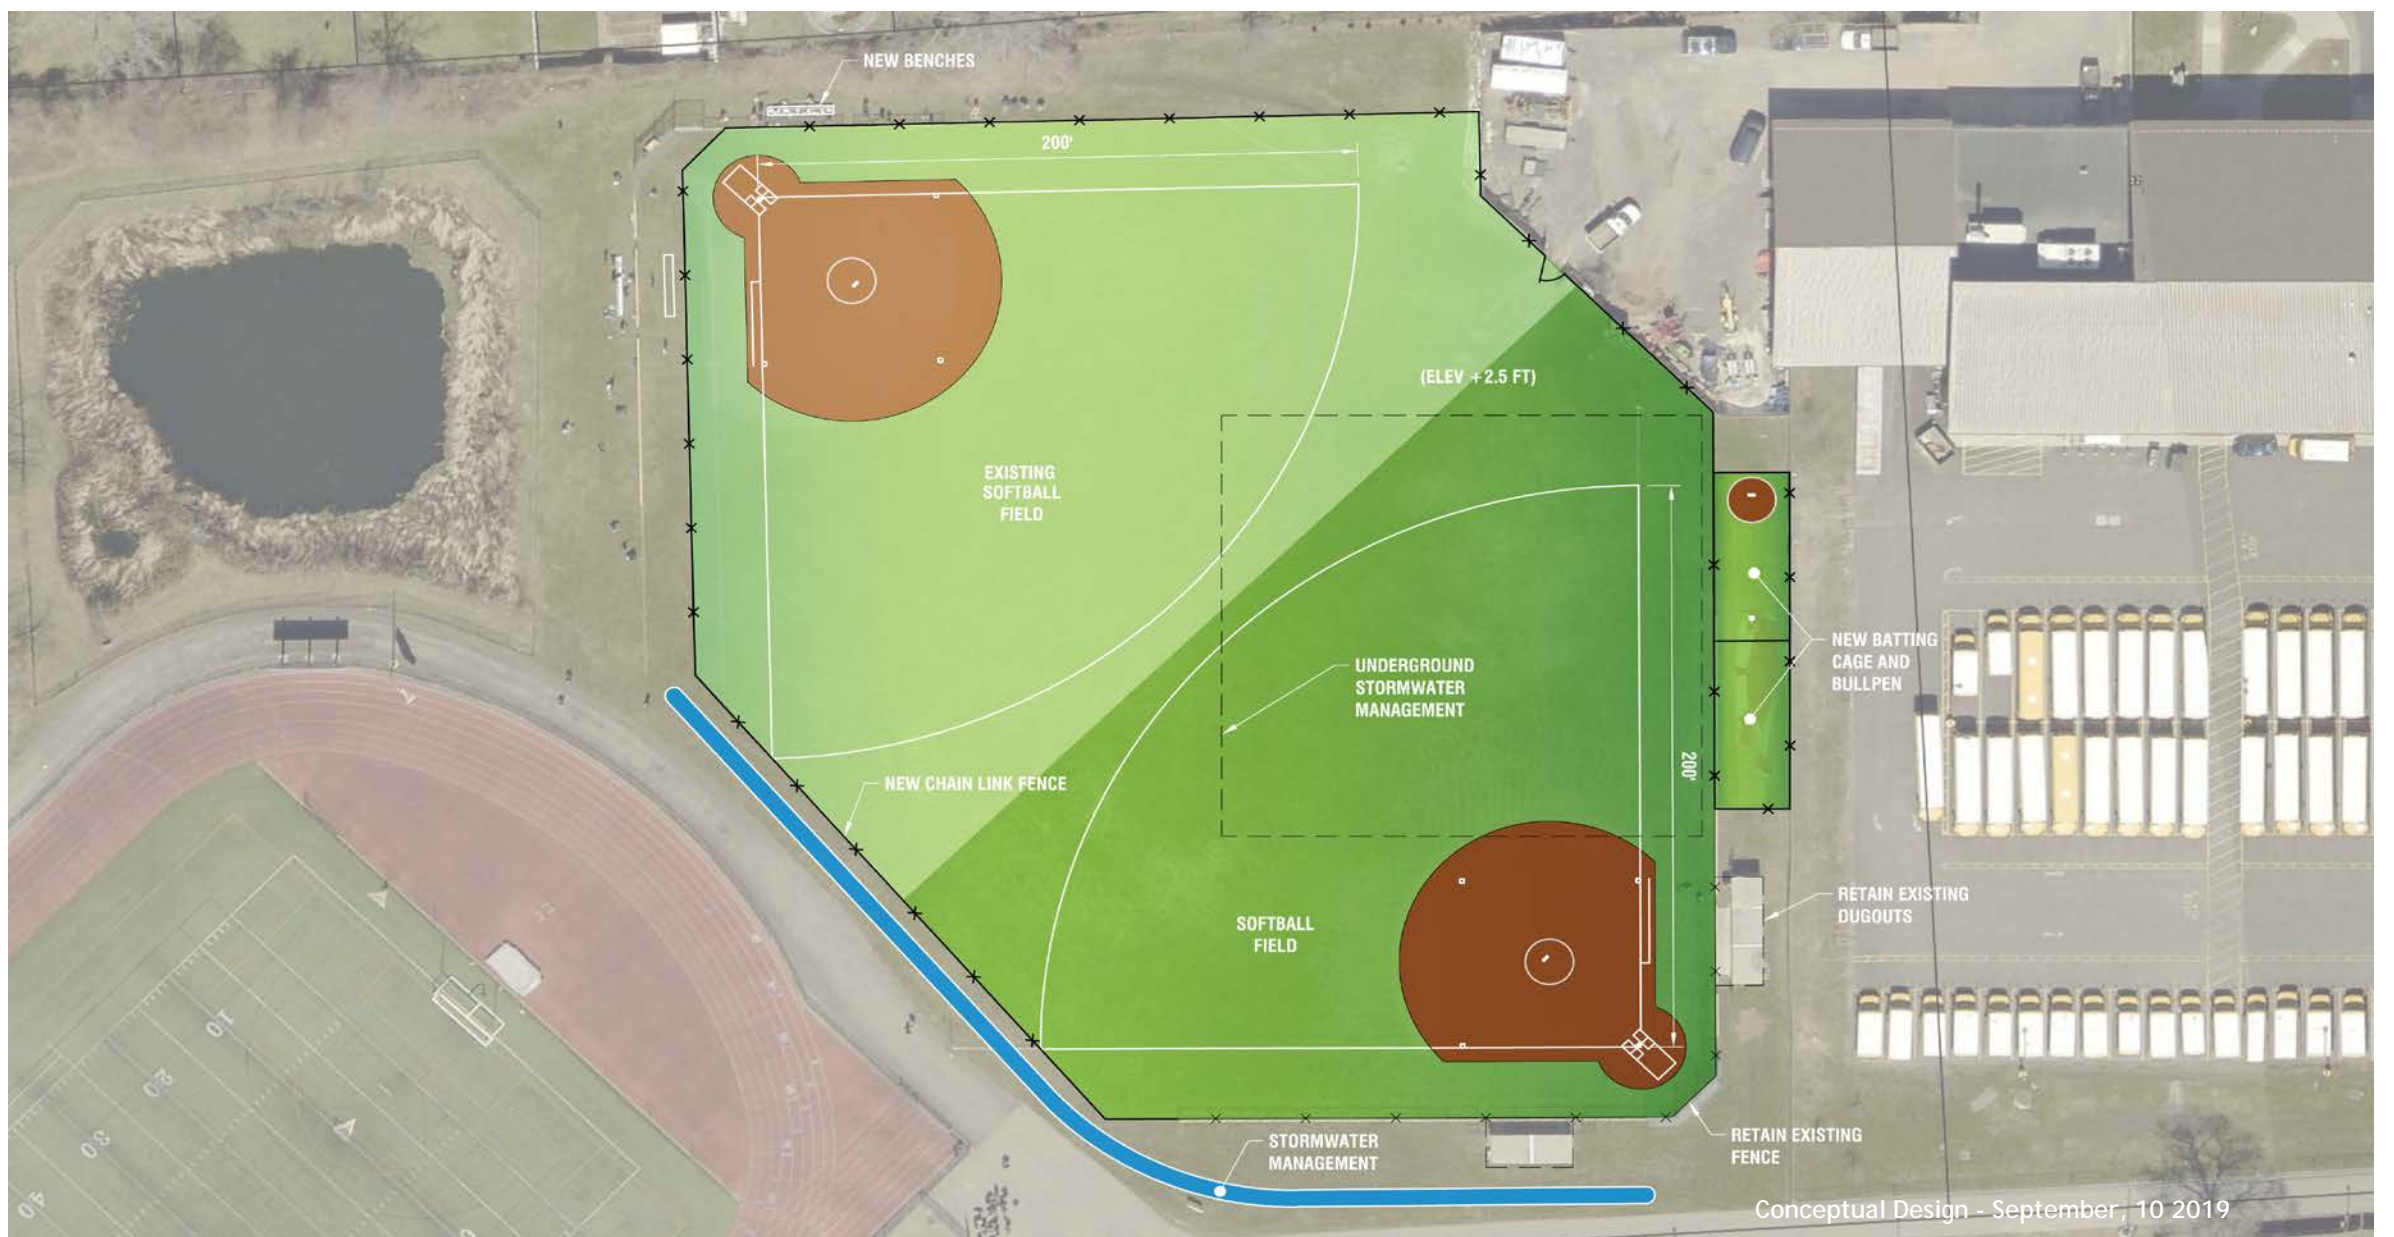 NEW BENCHES
200'
(ELEV +2.5 FT)
EXISTING
SOFTBALL
FIELD
UNDERGROUND
STORMWATER
MANAGEMENT
NEW BATTING
CAGE AND
BULLPEN
200'
NEW CHAIN LINK FENCE
RETAIN EXISTING
DUGOUTS
SOFTBALL
FIELD
STORMWATER
MANAGEMENT
RETAIN EXISTING
FENCE
10
20
30
40
Conceptual Design - September, 10 2019